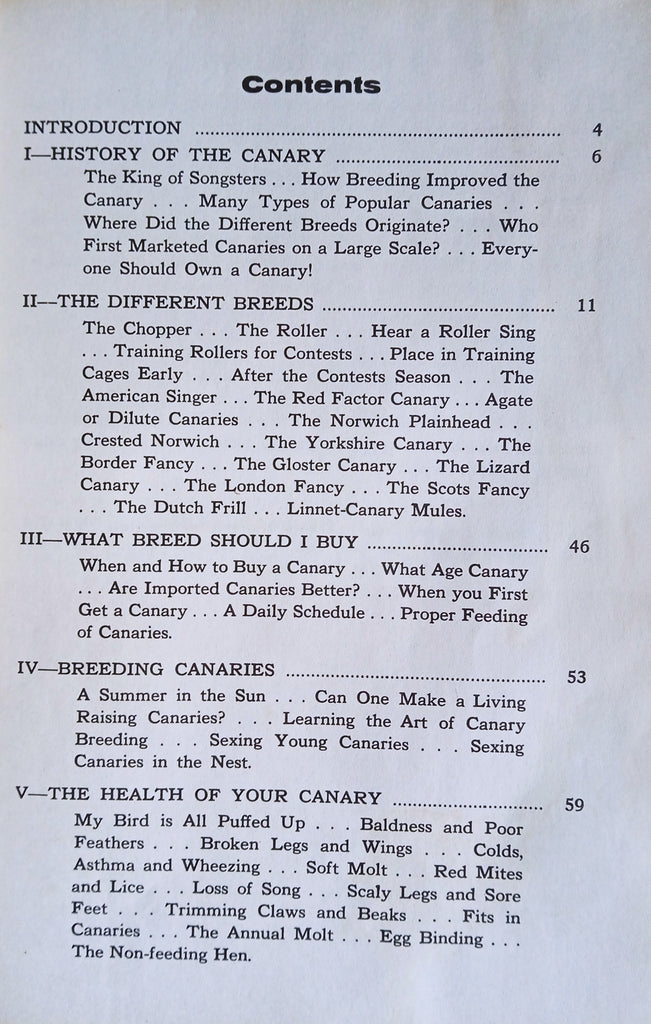 Contents
INTRODUCTION ........................................................................ 4
I—HISTORY OF THE CANARY ............................................ 6
The King of Songsters . . . How Breeding Improved the
Canary . . . Many Types of Popular Canaries . . .
Where Did the Different Breeds Originate? . . . Who
First Marketed Canaries on a Large Scale? . . . Every-
one Should Own a Canary!
II—THE DIFFERENT BREEDS .............................................. 11
The Chopper . . . The Roller . . . Hear a Roller Sing
. . . Training Rollers for Contests . . . Place in Training
Cages Early . . . After the Contests Season . . . The
American Singer . . . The Red Factor Canary . . . Agate
or Dilute Canaries . . . The Norwich Plainhead . . .
Crested Norwich . . . The Yorkshire Canary . . . The
Border Fancy . . . The Gloster Canary . . . The Lizard
Canary . . . The London Fancy . . . The Scots Fancy
. . . The Dutch Frill . . . Linnet-Canary Mules.
III—WHAT BREED SHOULD I BUY .................................... 46
When and How to Buy a Canary . . . What Age Canary
. . . Are Imported Canaries Better? . . . When you First
Get a Canary . . . A Daily Schedule . . . Proper Feeding
of Canaries.
IV—BREEDING CANARIES .................................................... 53
A Summer in the Sun . . . Can One Make a Living
Raising Canaries? . . . Learning the Art of Canary
Breeding . . . Sexing Young Canaries . . . Sexing
Canaries in the Nest.
V—THE HEALTH OF YOUR CANARY .............................. 59
My Bird is All Puffed Up . . . Baldness and Poor
Feathers . . . Broken Legs and Wings . . . Colds,
Asthma and Wheezing . . . Soft Molt . . . Red Mites
and Lice . . . Loss of Song . . . Scaly Legs and Sore
Feet . . . Trimming Claws and Beaks . . . Fits in
Canaries . . . The Annual Molt . . . Egg Binding . . .
The Non-feeding Hen.